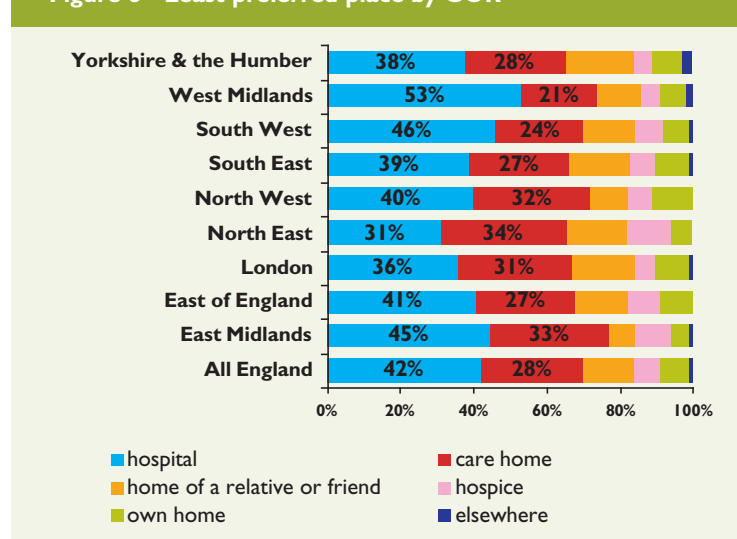 Yorkshire & the Humber 38% 28%
West Midlands 53% 21%
South West 46% 24%
South East 39% 27%
North West 40% 32%
North East 31% 34%
London 36% 31%
East of England 41% 27%
East Midlands 45% 33%
All England 42% 28%
0% 20% 40% 60% 80% 100%
hospital care home
home of a relative or friend hospice
own home elsewhere